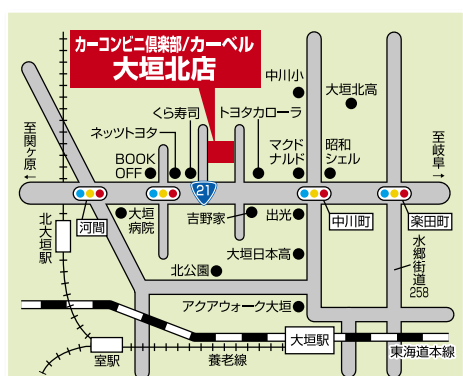 カーコンビニ倶楽部/カーベル
大垣北店
中川小
大垣北高
くら寿司
トヨタカローラ
ネッツトヨタ
至関ヶ原
←
BOOK
OFF
マクド
ナルド
昭和
シェル
至岐阜
→
21
河間
大垣
病院
吉野家
出光
中川町
楽田町
北大垣駅
大垣日本高
水郷街道
258
北公園
アクアウォーク大垣
大垣駅
東海道本線
室駅
養老線